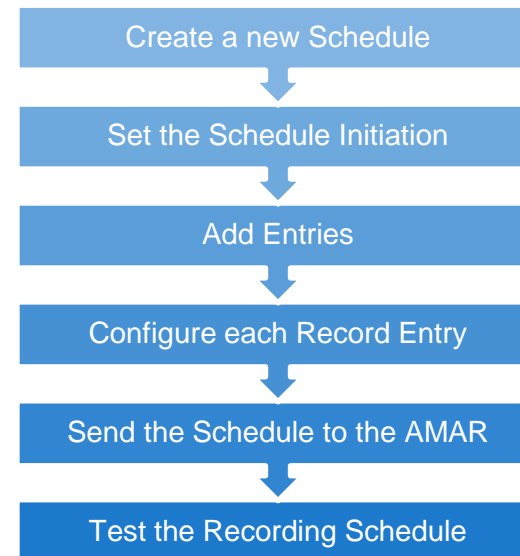 Create a new Schedule
Set the Schedule Initiation
Add Entries
Configure each Record Entry
Send the Schedule to the AMAR
Test the Recording Schedule